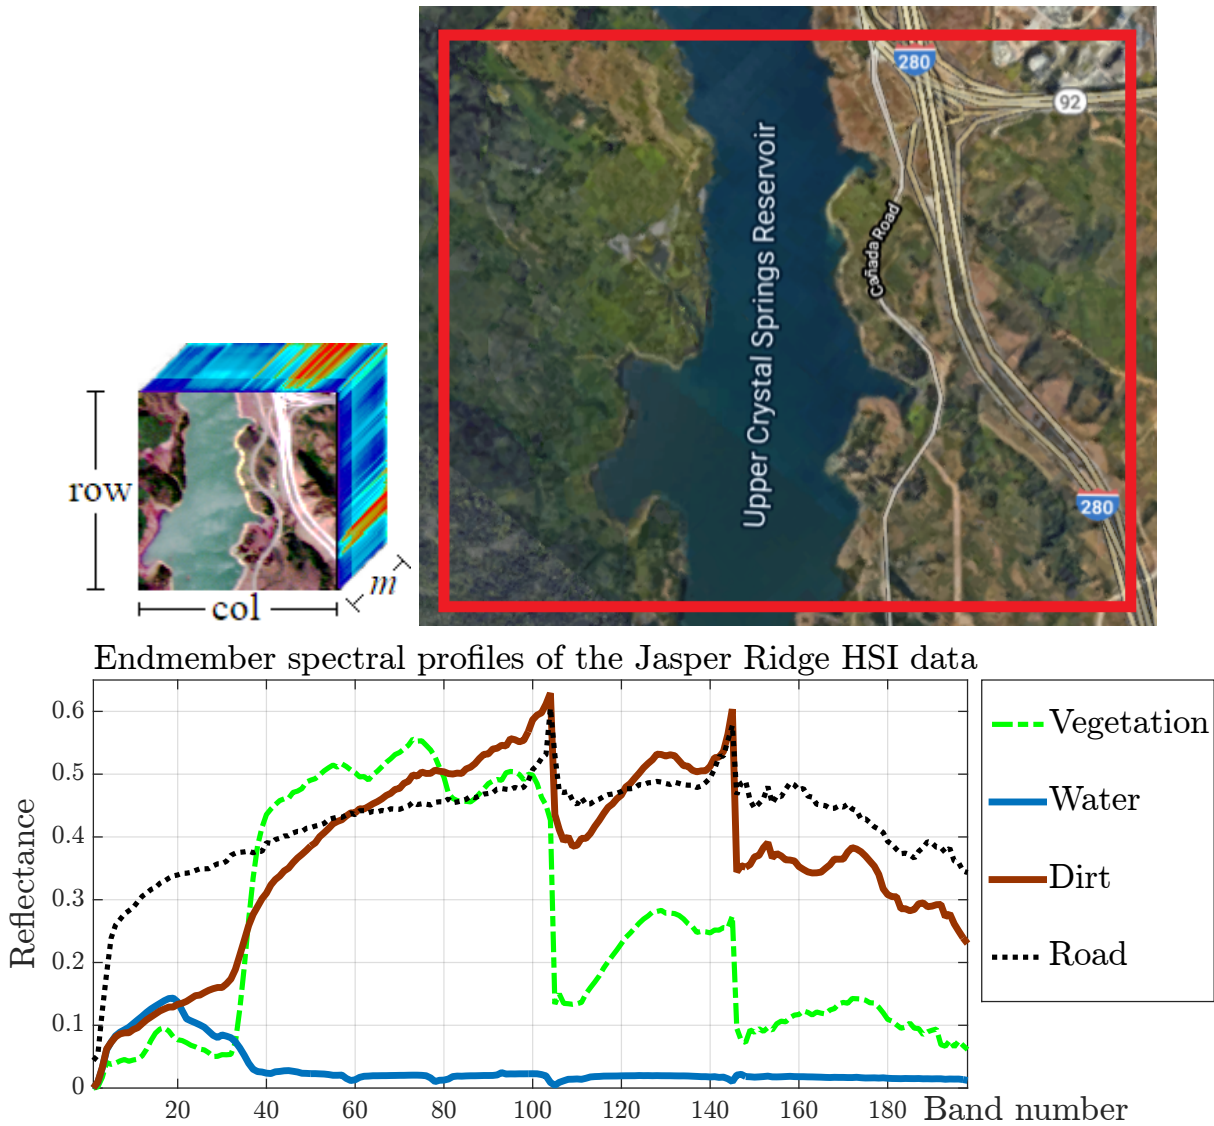 280
92
Cañada Road
Upper Crystal Springs Reservoir
280
row
m
col
Endmember spectral profiles of the Jasper Ridge HSI data
Reflectance
0.6
0.5
0.4
0.3
0.2
0.1
0
20 40 60 80 100 120 140 160 180
Band number
Vegetation
Water
Dirt
Road